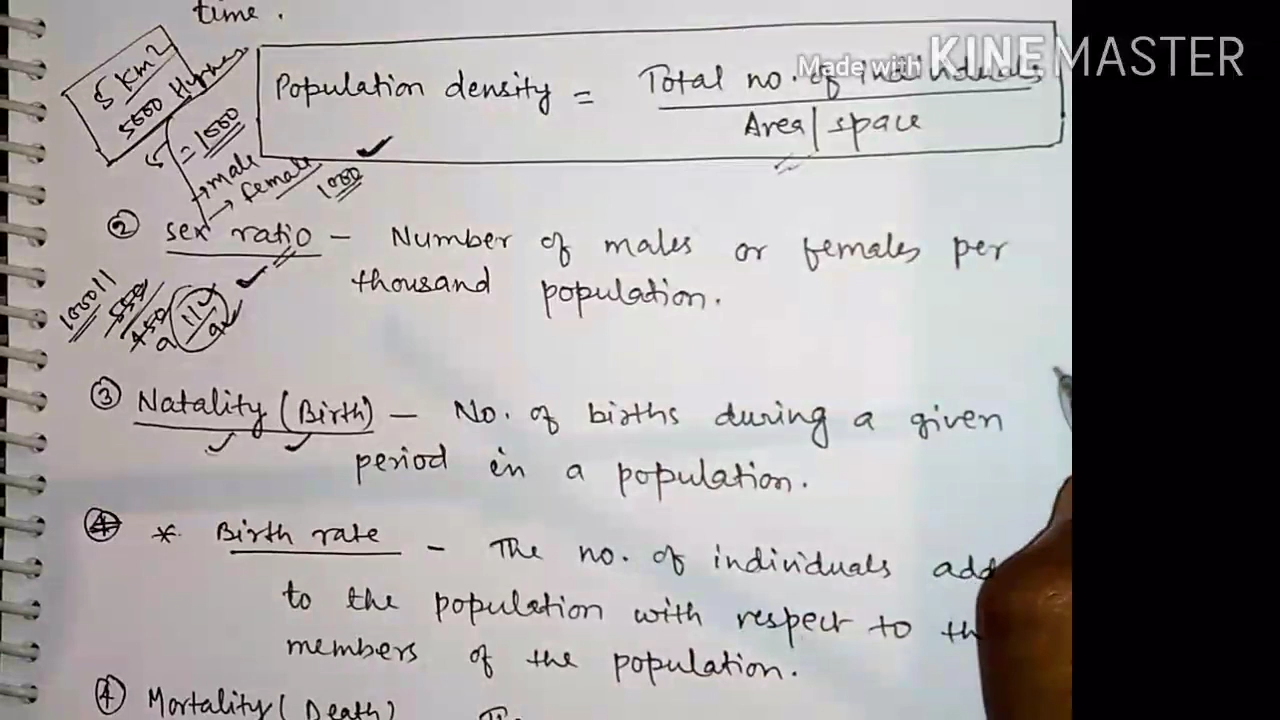 time.
5 km2
5000
Population density = Total no. of individuals
Area/space
= 1000
→ male
→ female
1000
② Sex ratio – Number of males or females per
thousand population.
1000
550
450
③ Natality (Birth) – No. of births during a given
period in a population.
④ * Birth rate – The no. of individuals add
to the population with respect to th
members of the population.
④ Mortality (Death)
Made with KINEMASTER